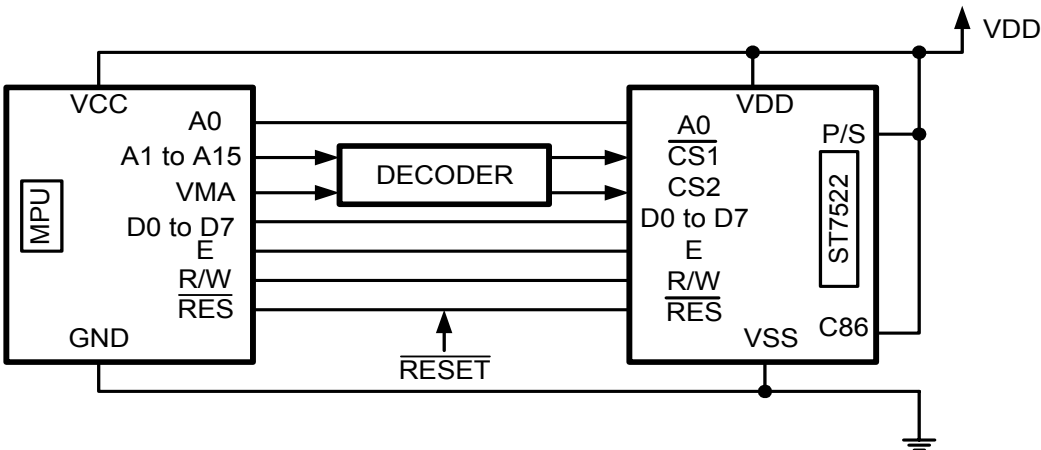 VDD
VCC
A0
A1 to A15
VMA
D0 to D7
E
R/W
RES
GND
MPU
DECODER
RESET
VDD
A0
CS1
CS2
D0 to D7
E
R/W
RES
VSS
P/S
ST7522
C86